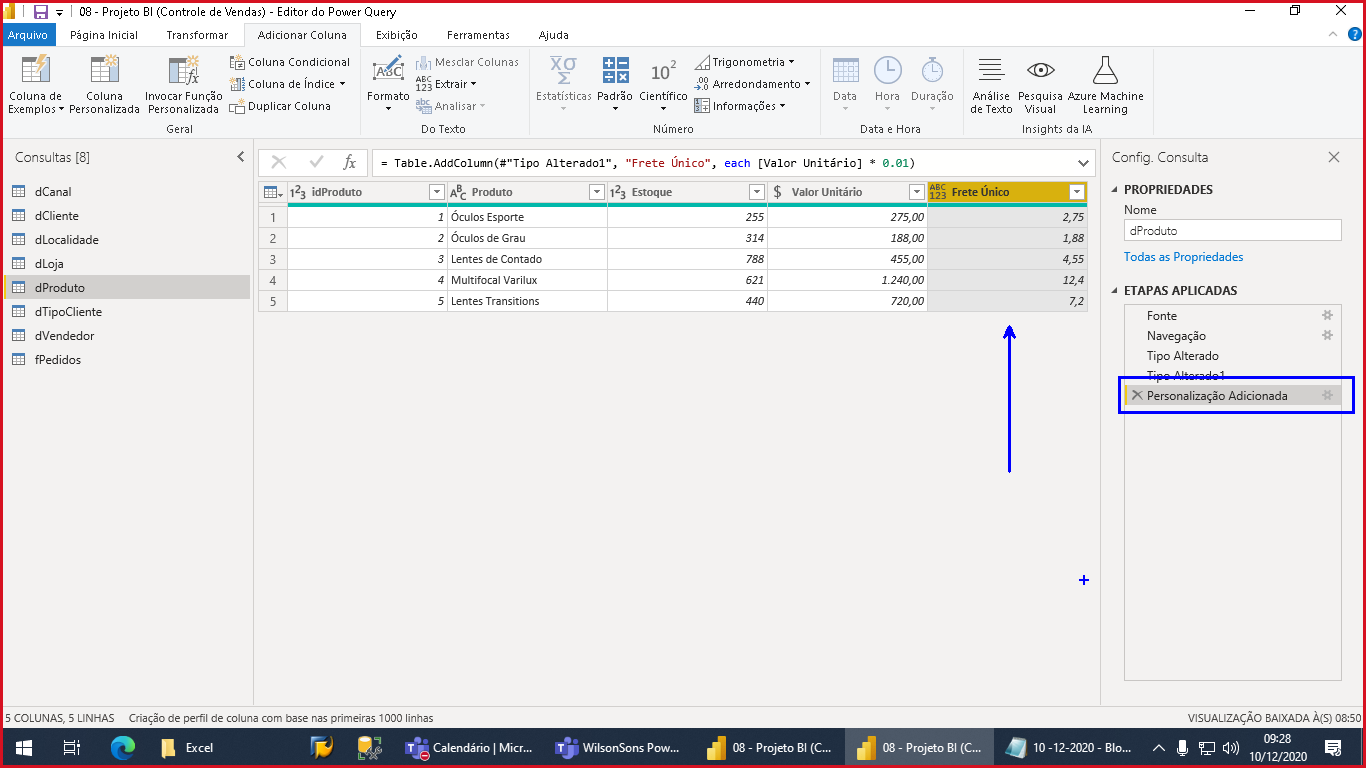 08 - Projeto BI (Controle de Vendas) - Editor do Power Query
Arquivo Página Inicial Transformar Adicionar Coluna Exibição Ferramentas Ajuda
Coluna de Exemplos
Coluna Personalizada
Invocar Função Personalizada
Coluna Condicional
Coluna de Índice
Duplicar Coluna
Geral
Formato
Mesclar Colunas
Extrair
Analisar
Do Texto
Estatísticas
Padrão
Científico
Trigonometria
Arredondamento
Informações
Número
Data
Hora
Duração
Data e Hora
Análise de Texto
Pesquisa Visual
Azure Machine Learning
Insights da IA
Consultas [8]
dCanal
dCliente
dLocalidade
dLoja
dProduto
dTipoCliente
dVendedor
fPedidos
fx = Table.AddColumn(#"Tipo Alterado1", "Frete Único", each [Valor Unitário] * 0.01)
123 idProduto ABC Produto 123 Estoque $ Valor Unitário ABC 123 Frete Único
1 1 Óculos Esporte 255 275,00 2,75
2 2 Óculos de Grau 314 188,00 1,88
3 3 Lentes de Contado 788 455,00 4,55
4 4 Multifocal Varilux 621 1.240,00 12,4
5 5 Lentes Transitions 440 720,00 7,2
Config. Consulta
PROPRIEDADES
Nome
dProduto
Todas as Propriedades
ETAPAS APLICADAS
Fonte
Navegação
Tipo Alterado
Tipo Alterado1
Personalização Adicionada
5 COLUNAS, 5 LINHAS Criação de perfil de coluna com base nas primeiras 1000 linhas VISUALIZAÇÃO BAIXADA À(S) 08:50
Excel Calendário | Micr... WilsonSons Pow... 08 - Projeto BI (C... 08 - Projeto BI (C... 10 -12-2020 - Blo...
09:28
10/12/2020